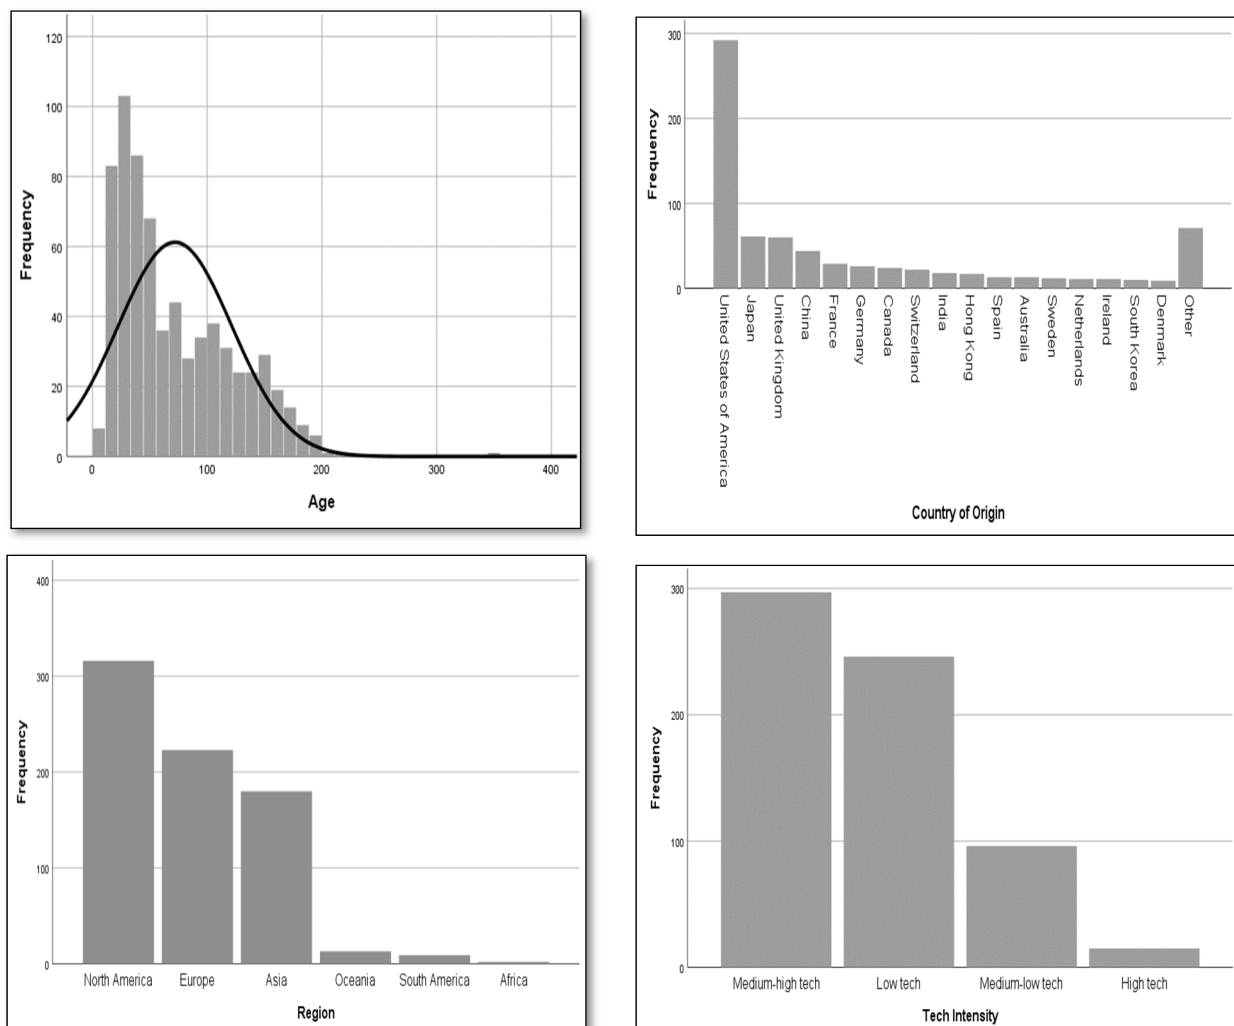 120
100
80
60
40
20
0
Frequency
0 100 200 300 400
Age
300
200
100
0
Frequency
United States of America
Japan
United Kingdom
China
France
Germany
Canada
Switzerland
India
Hong Kong
Spain
Australia
Sweden
Netherlands
Ireland
South Korea
Denmark
Other
Country of Origin
400
300
200
100
0
Frequency
North America Europe Asia Oceania South America Africa
Region
300
200
100
0
Frequency
Medium-high tech Low tech Medium-low tech High tech
Tech Intensity